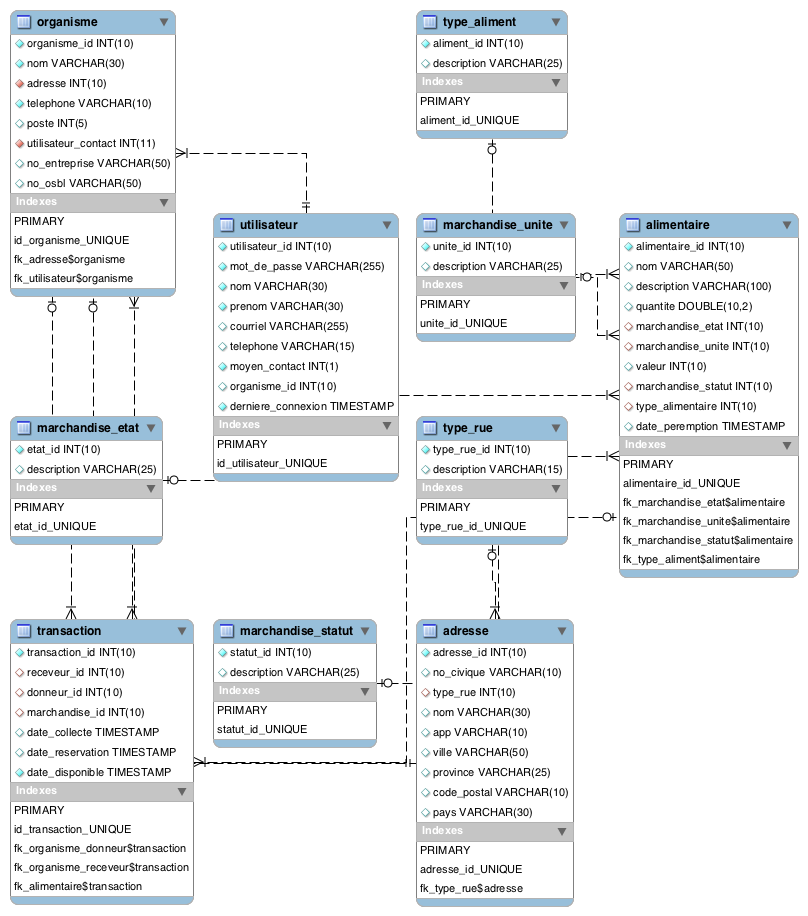 organisme
organisme_id INT(10)
nom VARCHAR(30)
adresse INT(10)
telephone VARCHAR(10)
poste INT(5)
utilisateur_contact INT(11)
no_entreprise VARCHAR(50)
no_osbl VARCHAR(50)
Indexes
PRIMARY
id_organisme_UNIQUE
fk_adresse$organisme
fk_utilisateur$organisme
type_aliment
aliment_id INT(10)
description VARCHAR(25)
Indexes
PRIMARY
aliment_id_UNIQUE
utilisateur
utilisateur_id INT(10)
mot_de_passe VARCHAR(255)
nom VARCHAR(30)
prenom VARCHAR(30)
courriel VARCHAR(255)
telephone VARCHAR(15)
moyen_contact INT(1)
organisme_id INT(10)
derniere_connexion TIMESTAMP
Indexes
PRIMARY
id_utilisateur_UNIQUE
marchandise_unite
unite_id INT(10)
description VARCHAR(25)
Indexes
PRIMARY
unite_id_UNIQUE
alimentaire
alimentaire_id INT(10)
nom VARCHAR(50)
description VARCHAR(100)
quantite DOUBLE(10,2)
marchandise_etat INT(10)
marchandise_unite INT(10)
valeur INT(10)
marchandise_statut INT(10)
type_alimentaire INT(10)
date_peremption TIMESTAMP
Indexes
PRIMARY
alimentaire_id_UNIQUE
fk_marchandise_etat$alimentaire
fk_marchandise_unite$alimentaire
fk_marchandise_statut$alimentaire
fk_type_aliment$alimentaire
marchandise_etat
etat_id INT(10)
description VARCHAR(25)
Indexes
PRIMARY
etat_id_UNIQUE
type_rue
type_rue_id INT(10)
description VARCHAR(15)
Indexes
PRIMARY
type_rue_id_UNIQUE
transaction
transaction_id INT(10)
receveur_id INT(10)
donneur_id INT(10)
marchandise_id INT(10)
date_collecte TIMESTAMP
date_reservation TIMESTAMP
date_disponible TIMESTAMP
Indexes
PRIMARY
id_transaction_UNIQUE
fk_organisme_donneur$transaction
fk_organisme_receveur$transaction
fk_alimentaire$transaction
marchandise_statut
statut_id INT(10)
description VARCHAR(25)
Indexes
PRIMARY
statut_id_UNIQUE
adresse
adresse_id INT(10)
no_civique VARCHAR(10)
type_rue INT(10)
nom VARCHAR(30)
app VARCHAR(10)
ville VARCHAR(50)
province VARCHAR(25)
code_postal VARCHAR(10)
pays VARCHAR(30)
Indexes
PRIMARY
adresse_id_UNIQUE
fk_type_rue$adresse